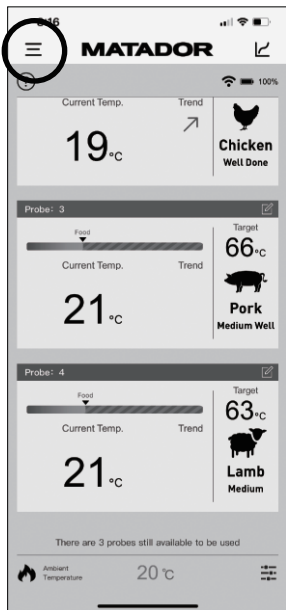 MATADOR
100%
Current Temp. Trend
19°C
Chicken
Well Done
Probe: 3
Food
Target
66°C
Current Temp. Trend
21°C
Pork
Medium Well
Probe: 4
Food
Target
63°C
Current Temp. Trend
21°C
Lamb
Medium
There are 3 probes still available to be used
Ambient
Temperature
20°C